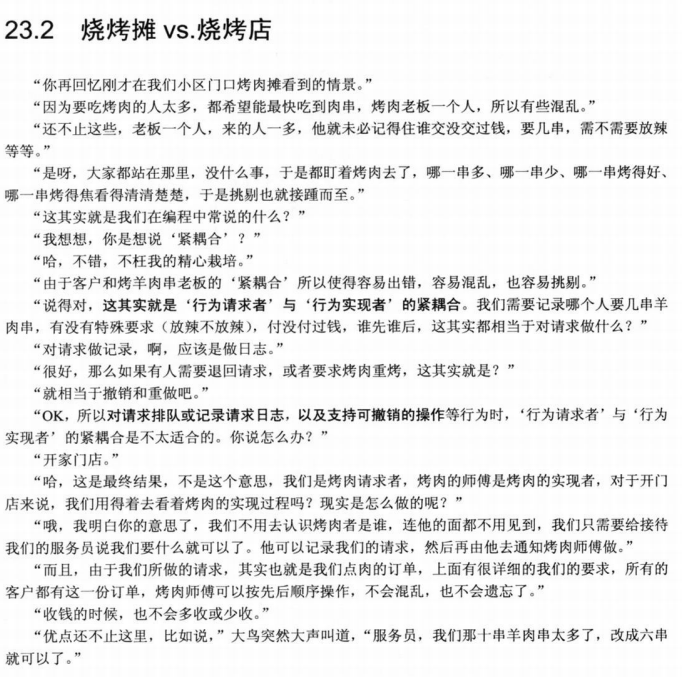 23.2 烧烤摊 vs.烧烤店
“你再回忆刚才在我们小区门口烤肉摊看到的情景。”
“因为要吃烤肉的人太多，都希望能最快吃到肉串，烤肉老板一个人，所以有些混乱。”
“还不止这些，老板一个人，来的人一多，他就未必记得住谁交没交过钱，要几串，需不需要放辣
等等。”
“是呀，大家都站在那里，没什么事，于是都盯着烤肉去了，哪一串多、哪一串少、哪一串烤得好、
哪一串烤得焦看得清清楚楚，于是挑剔也就接踵而至。”
“这其实就是我们在编程中常说的什么？”
“我想想，你是想说‘紧耦合’？”
“哈，不错，不枉我的精心栽培。”
“由于客户和烤羊肉串老板的‘紧耦合’所以使得容易出错，容易混乱，也容易挑剔。”
“说得对，这其实就是‘行为请求者’与‘行为实现者’的紧耦合。我们需要记录哪个人要几串羊
肉串，有没有特殊要求（放辣不放辣），付没付过钱，谁先谁后，这其实都相当于对请求做什么？”
“对请求做记录，啊，应该是做日志。”
“很好，那么如果有人需要退回请求，或者要求烤肉重烤，这其实就是？”
“就相当于撤销和重做吧。”
“OK，所以对请求排队或记录请求日志，以及支持可撤销的操作等行为时，‘行为请求者’与‘行为
实现者’的紧耦合是不太适合的。你说怎么办？”
“开家门店。”
“哈，这是最终结果，不是这个意思，我们是烤肉请求者，烤肉的师傅是烤肉的实现者，对于开门
店来说，我们用得着去看着烤肉的实现过程吗？现实是怎么做的呢？”
“哦，我明白你的意思了，我们不用去认识烤肉者是谁，连他的面都不用见到，我们只需要给接待
我们的服务员说我们要什么就可以了。他可以记录我们的请求，然后再由他去通知烤肉师傅做。”
“而且，由于我们所做的请求，其实也就是我们点肉的订单，上面有很详细的我们的要求，所有的
客户都有这一份订单，烤肉师傅可以按先后顺序操作，不会混乱，也不会遗忘了。”
“收钱的时候，也不会多收或少收。”
“优点还不止这里，比如说，”大鸟突然大声叫道，“服务员，我们那十串羊肉串太多了，改成六串
就可以了。”